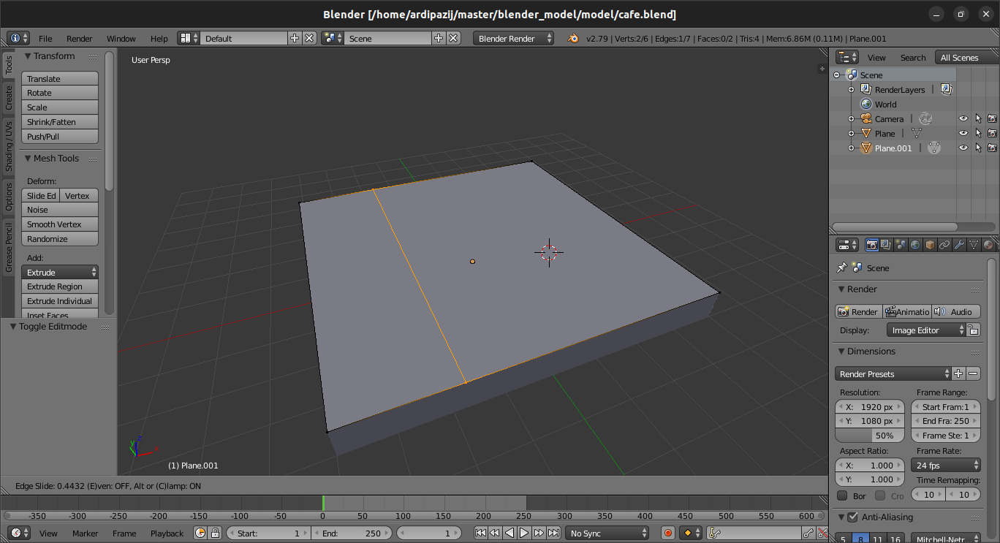 Blender [/home/ardipazij/master/blender_model/model/cafe.blend]
File Render Window Help Default Scene Blender Render v2.79 | Verts:2/6 | Edges:1/7 | Faces:0/2 | Tris:4 | Mem:6.86M (0.11M) | Plane.001
Tools
Create
Shading / UVs
Options
Grease Pencil
Transform
Translate
Rotate
Scale
Shrink/Fatten
Push/Pull
Mesh Tools
Deform:
Slide Ed Vertex
Noise
Smooth Vertex
Randomize
Add:
Extrude
Extrude Region
Extrude Individual
Inset Faces
Toggle Editmode
User Persp
y z x
(1) Plane.001
Edge Slide: 0.4432 (E)ven: OFF, Alt or (C)lamp: ON
View Search All Scenes
Scene
RenderLayers |
World
Camera |
Plane |
Plane.001 |
Scene
Render
Render Animatio Audio
Display: Image Editor
Dimensions
Render Presets
Resolution: Frame Range:
X: 1920 px Start Fram:1
Y: 1080 px End Fra: 250
50% Frame Ste: 1
Aspect Ratio: Frame Rate:
X: 1.000 24 fps
Y: 1.000 Time Remapping:
Bor Cro 10 10
Anti-Aliasing
5 8 11 16 Mitchell-Netr...
-350 -300 -250 -200 -150 -100 -50 0 50 100 150 200 250 300 350 400 450 500 550 600
View Marker Frame Playback Start: 1 End: 250 1 No Sync